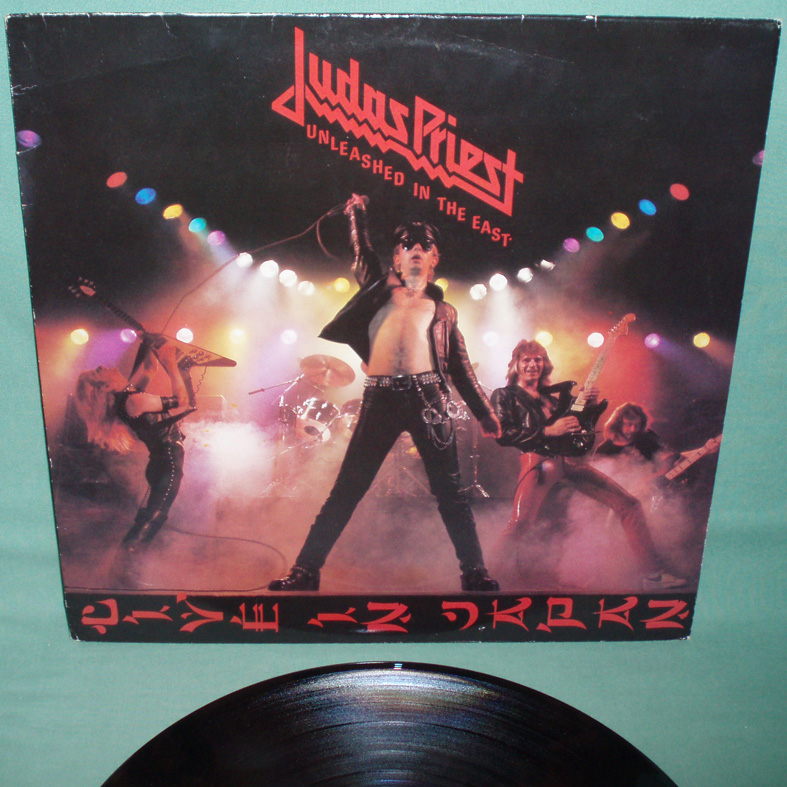 Judas Priest
UNLEASHED IN THE EAST
LIVE IN JAPAN